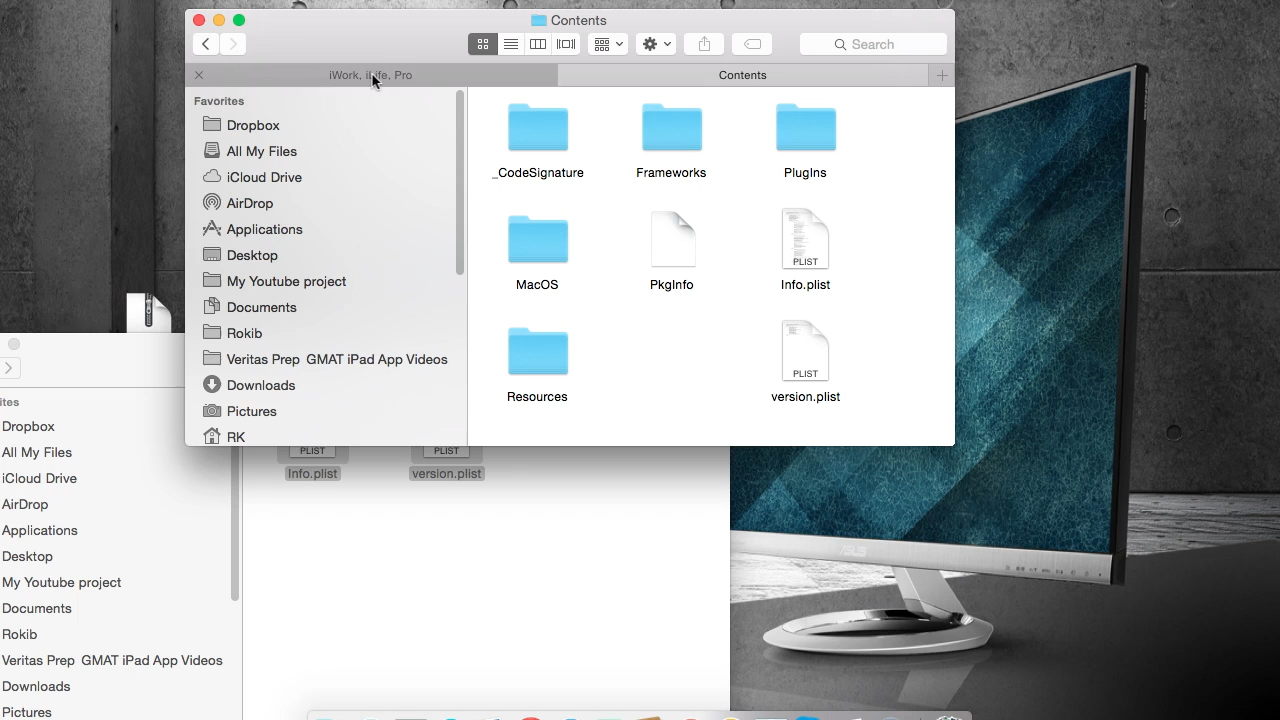 Contents
Search
iWork, iLife, Pro
Contents
Favorites
Dropbox
All My Files
iCloud Drive
AirDrop
Applications
Desktop
My Youtube project
Documents
Rokib
Veritas Prep GMAT iPad App Videos
Downloads
Pictures
RK
_CodeSignature
Frameworks
PlugIns
MacOS
PkgInfo
PLIST
Info.plist
Resources
PLIST
version.plist
ites
Dropbox
All My Files
iCloud Drive
AirDrop
Applications
Desktop
My Youtube project
Documents
Rokib
Veritas Prep GMAT iPad App Videos
Downloads
Pictures
PLIST
PLIST
Info.plist
version.plist
ASUS